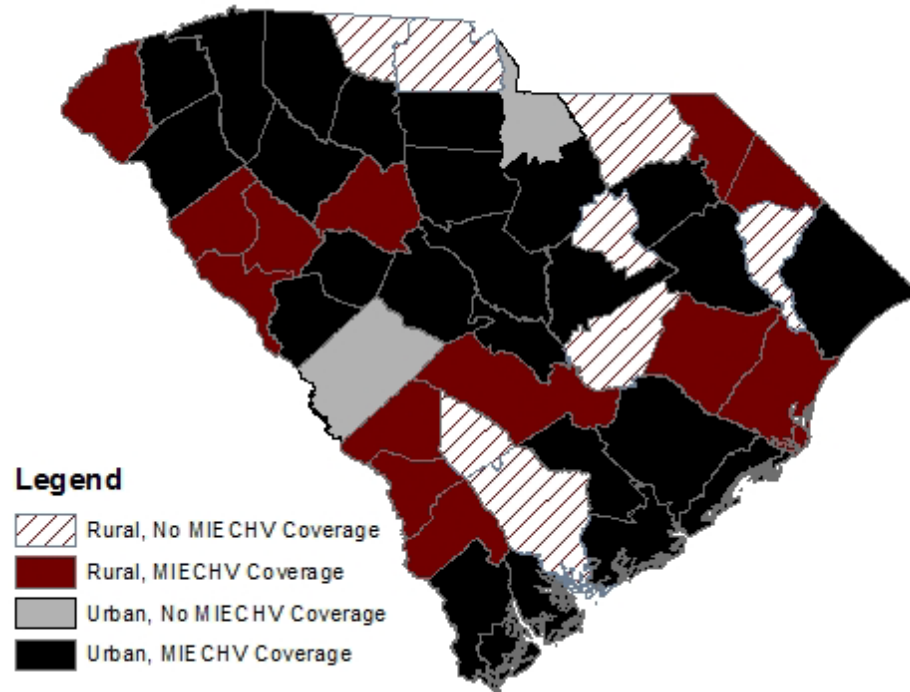 Legend
Rural, No MIECHV Coverage
Rural, MIECHV Coverage
Urban, No MIECHV Coverage
Urban, MIECHV Coverage